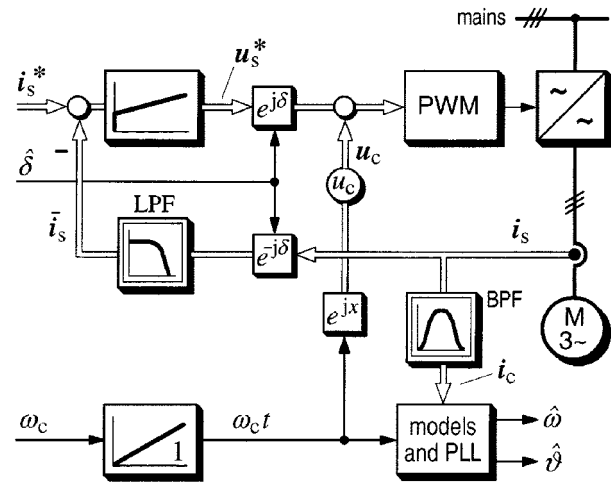 mains
i_s*
u_s*
e^jδ
PWM
~
~
−
u_c
δ̂
u_c
LPF
i̅_s
e^-jδ
i_s
BPF
M
3~
e^jx
i_c
ω_c
1
ω_c t
models
and PLL
ω̂
ϑ̂